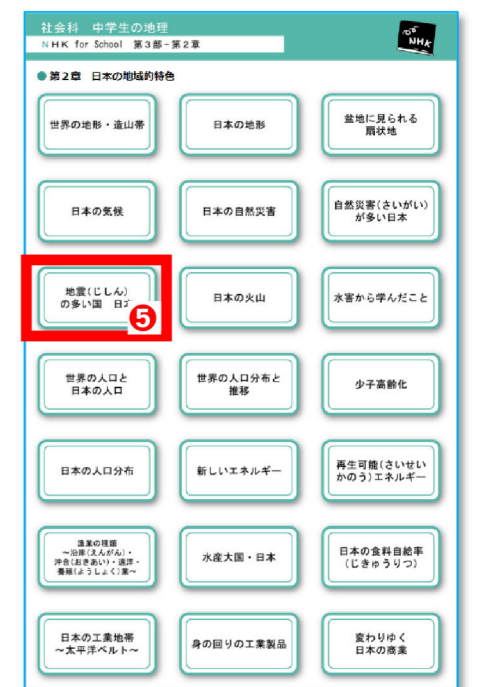 社会科 中学生の地理
NHK for School 第3部-第2章
for NHK
●第2章 日本の地域的特色
世界の地形・造山帯
日本の地形
盆地に見られる
扇状地
日本の気候
日本の自然災害
自然災害(さいがい)
が多い日本
地震(じしん)
の多い国 日
5
日本の火山
水害から学んだこと
世界の人口と
日本の人口
世界の人口分布と
推移
少子高齢化
日本の人口分布
新しいエネルギー
再生可能(さいせい
かのう)エネルギー
漁業の種類
~沿岸(えんがん)・
沖合(おきあい)・遠洋・
養殖(ようしょく)業~
水産大国・日本
日本の食料自給率
(じきゅうりつ)
日本の工業地帯
~太平洋ベルト~
身の回りの工業製品
変わりゆく
日本の商業